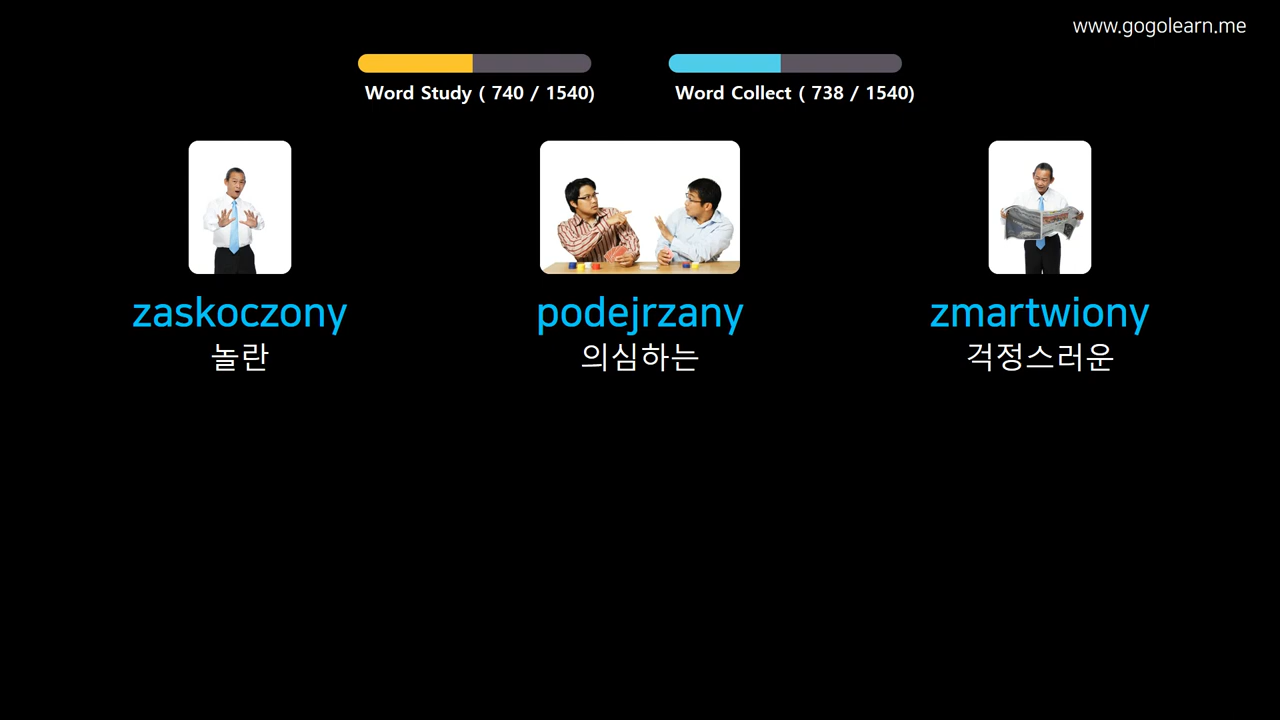 www.gogolearn.me
Word Study ( 740 / 1540)
Word Collect ( 738 / 1540)
zaskoczony
놀란
podejrzany
의심하는
zmartwiony
걱정스러운